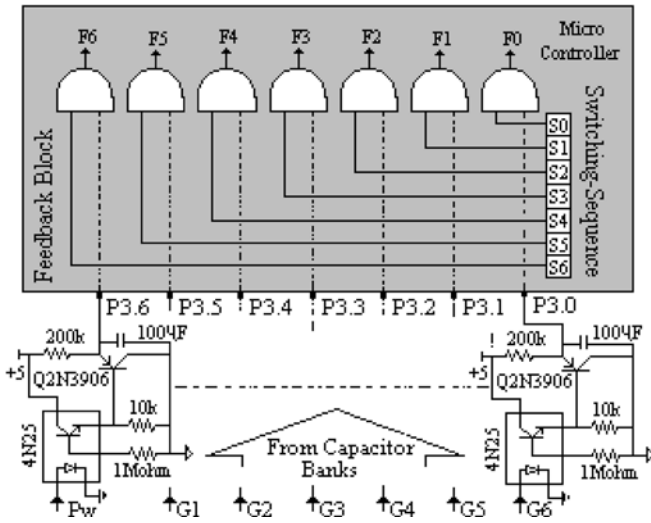 F6 F5 F4 F3 F2 F1 F0
Micro
Controller
Feedback Block
Switching-Sequence
S0
S1
S2
S3
S4
S5
S6
P3.6 P3.5 P3.4 P3.3 P3.2 P3.1 P3.0
200k 100ЧF
+5
Q2N3906
10k
4N25
1Mohm
Pw
From Capacitor
Banks
G1 G2 G3 G4 G5 G6
200k 100ЧF
+5
Q2N3906
10k
4N25
1Mohm